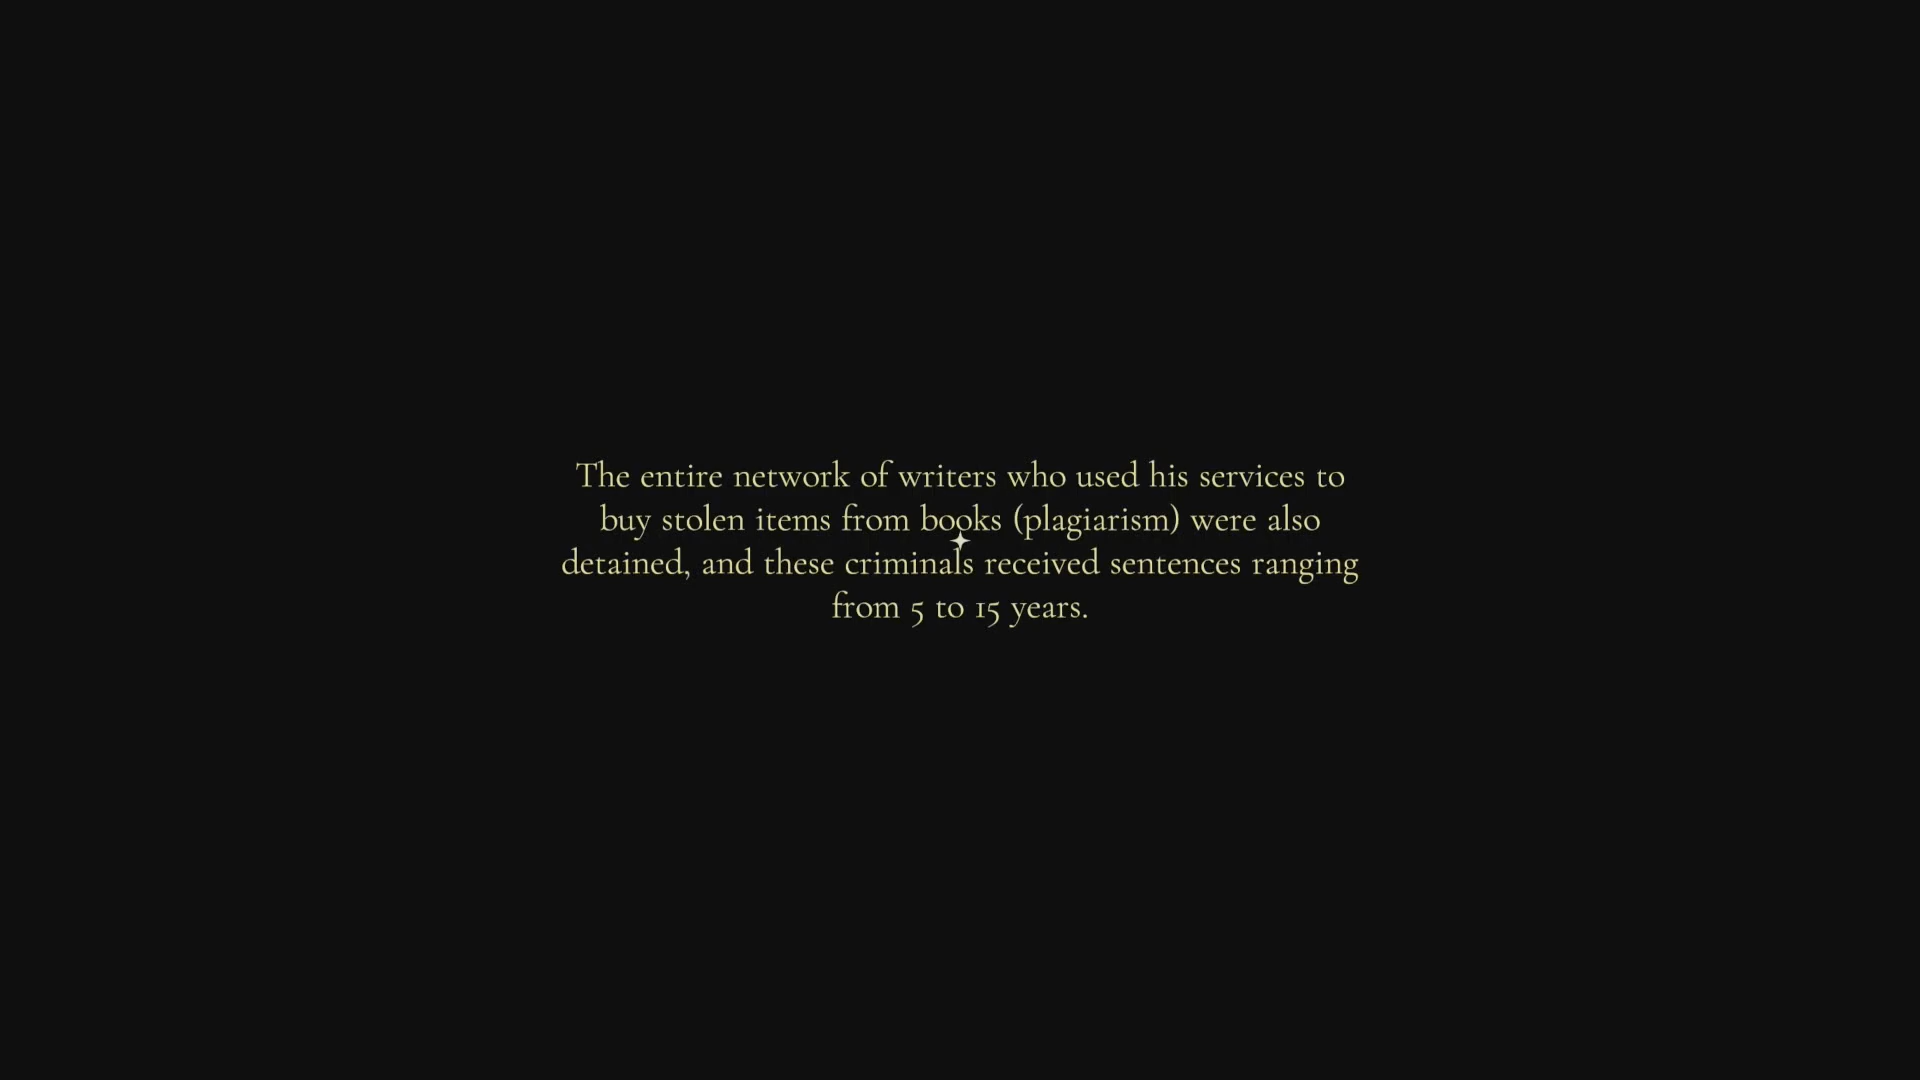 The entire network of writers who used his services to
buy stolen items from books (plagiarism) were also
detained, and these criminals received sentences ranging
from 5 to 15 years.